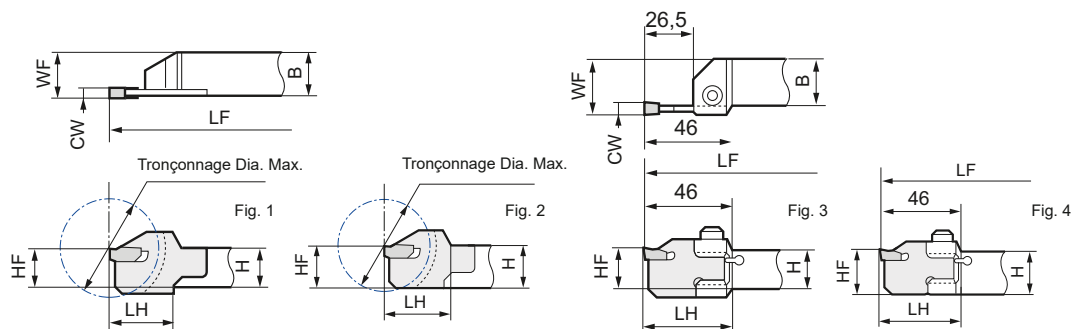 26,5
WF
B
CW
LF
WF
B
CW
46
LF
Tronçonnage Dia. Max.
Fig. 1
HF
H
LH
Tronçonnage Dia. Max.
Fig. 2
HF
H
LH
46
Fig. 3
HF
H
LH
LF
46
Fig. 4
HF
H
LH